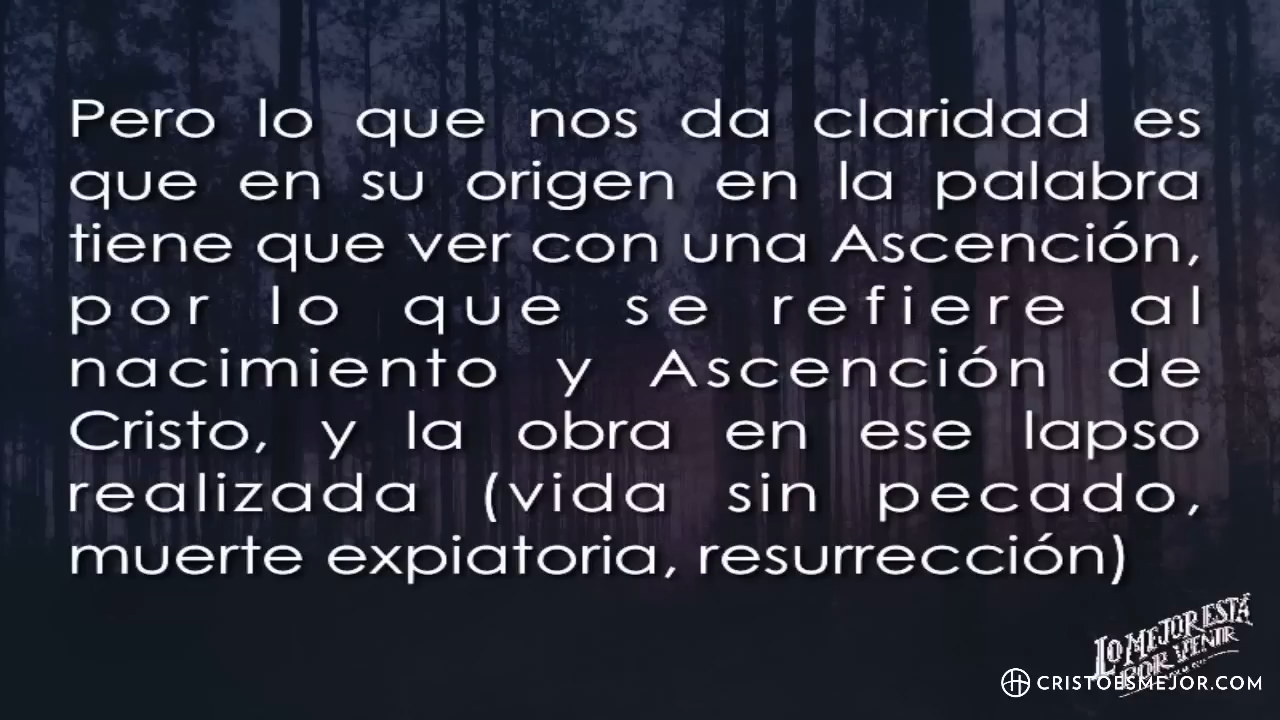 Pero lo que nos da claridad es
que en su origen en la palabra
tiene que ver con una Ascención,
por lo que se refiere al
nacimiento y Ascención de
Cristo, y la obra en ese lapso
realizada (vida sin pecado,
muerte expiatoria, resurrección)
LO MEJOR ESTÁ
POR VENIR
CRISTOESMEJOR.COM